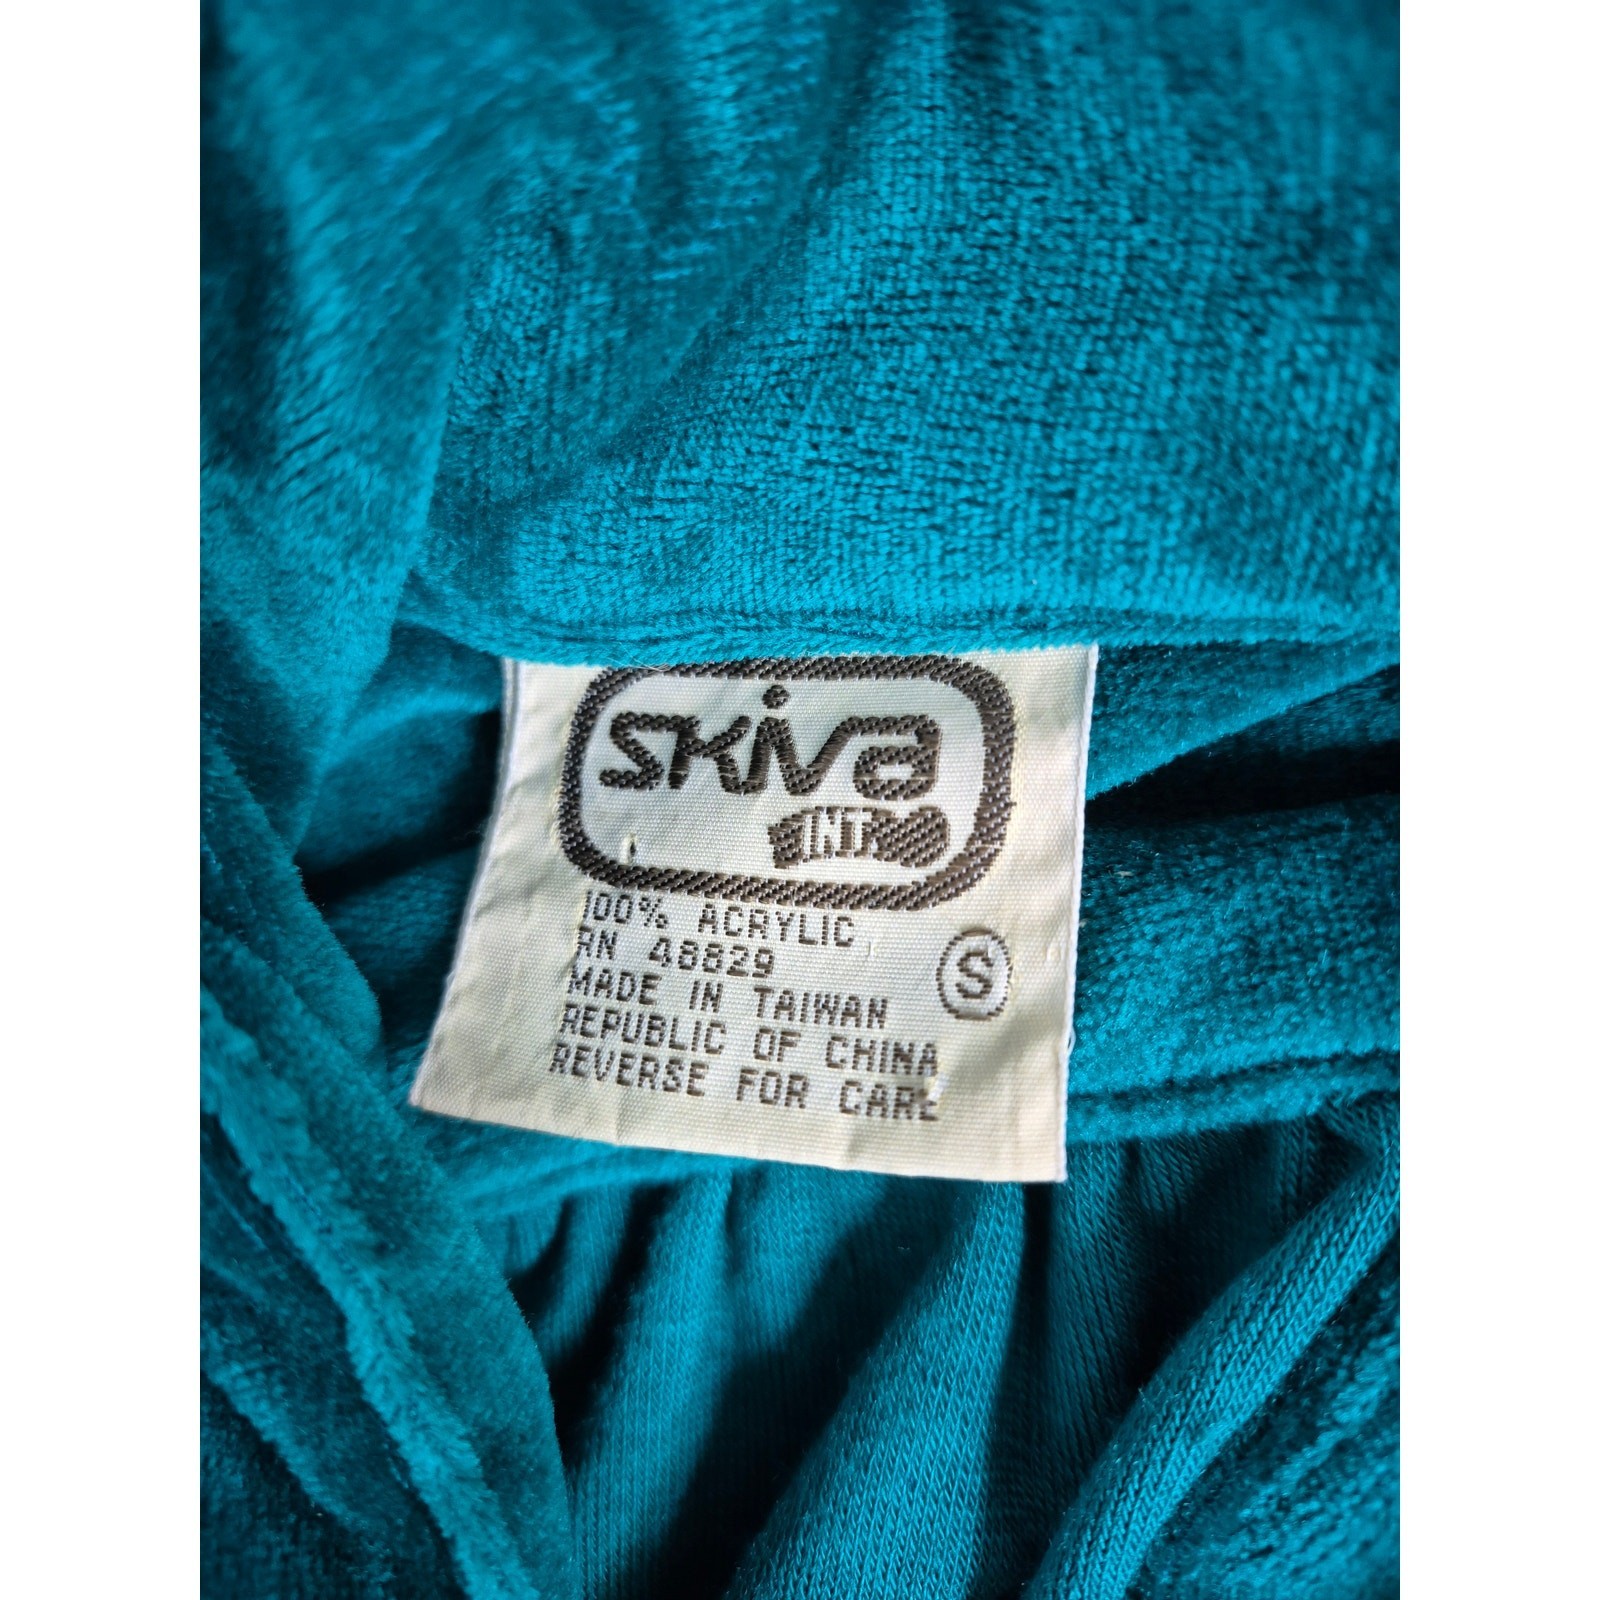 skiva
INT
100% ACRYLIC
RN 48829
S
MADE IN TAIWAN
REPUBLIC OF CHINA
REVERSE FOR CARE